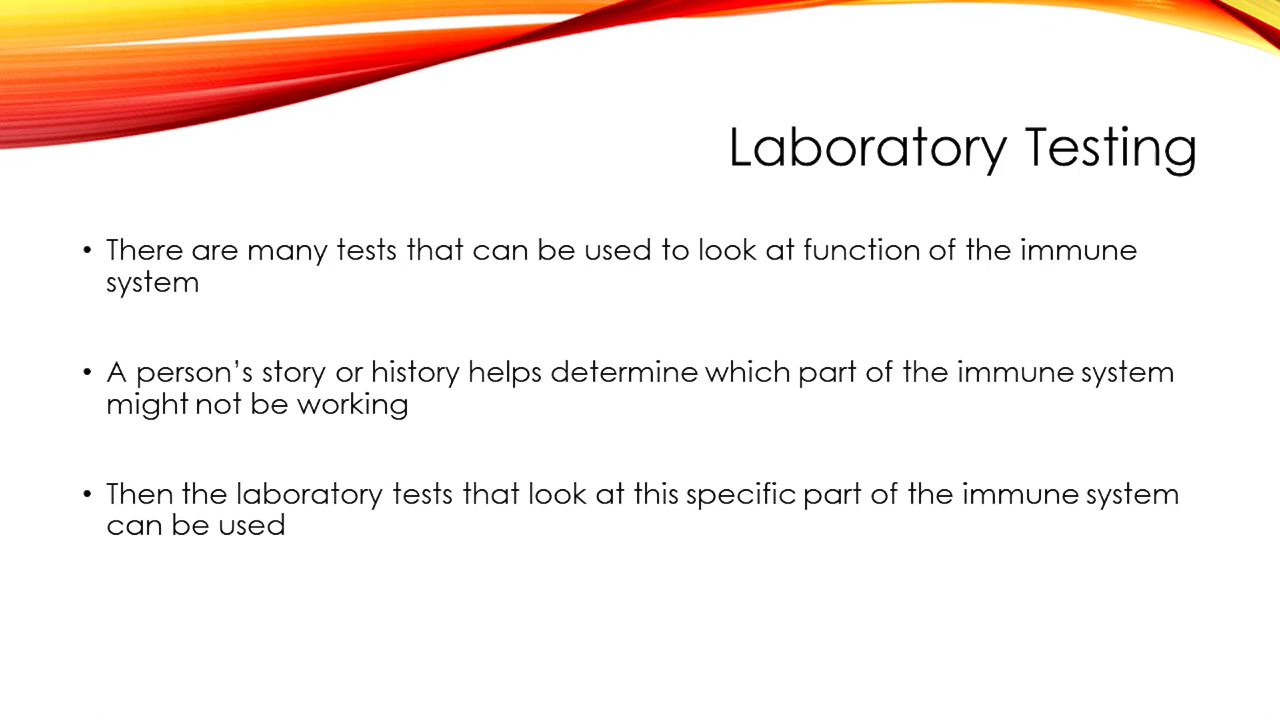 Laboratory Testing
• There are many tests that can be used to look at function of the immune
system
• A person’s story or history helps determine which part of the immune system
might not be working
• Then the laboratory tests that look at this specific part of the immune system
can be used